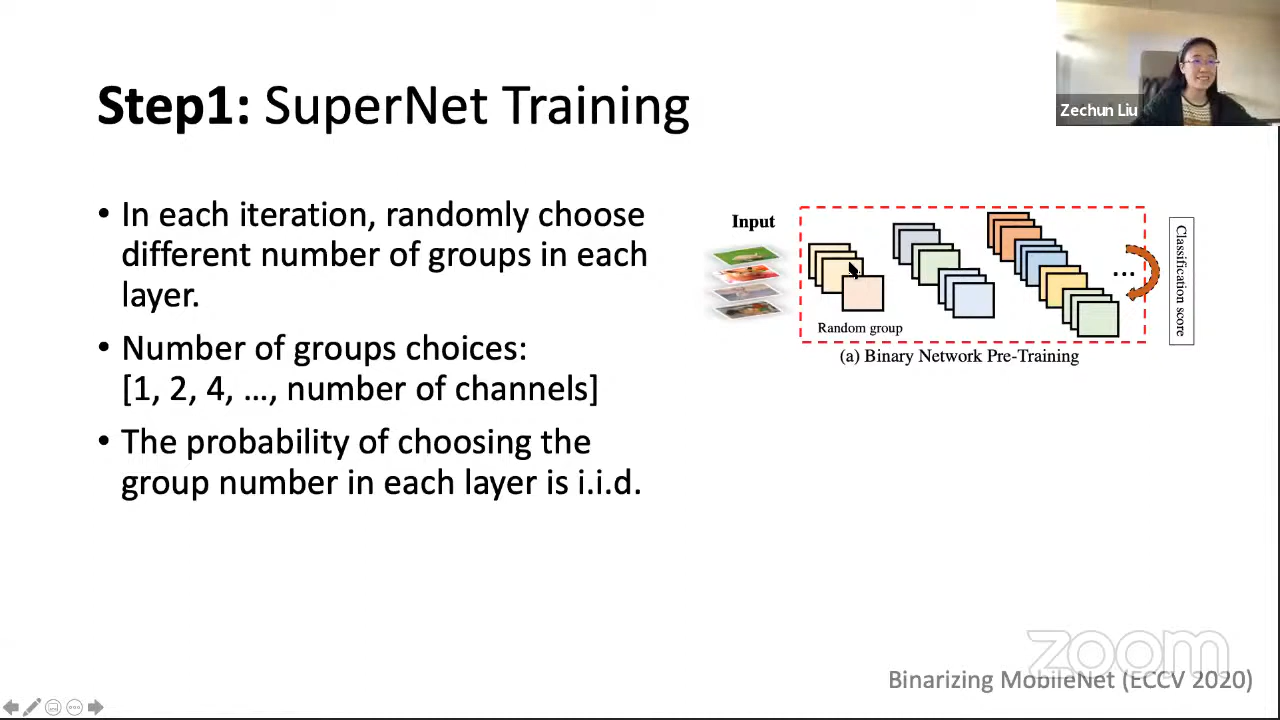 Step1: SuperNet Training
Zechun Liu
• In each iteration, randomly choose
different number of groups in each
layer.
• Number of groups choices:
[1, 2, 4, …, number of channels]
• The probability of choosing the
group number in each layer is i.i.d.
Input
Random group
...
Classification score
(a) Binary Network Pre-Training
zoom
Binarizing MobileNet (ECCV 2020)